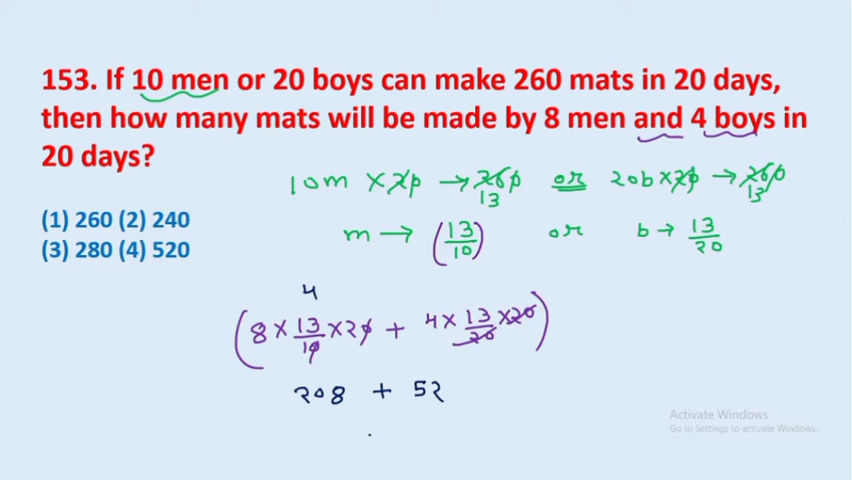 153. If 10 men or 20 boys can make 260 mats in 20 days,
then how many mats will be made by 8 men and 4 boys in
20 days?
(1) 260 (2) 240
(3) 280 (4) 520
10m × 20 → 260 or 20b × 20 → 260
13 13
m → (13/10) or b → 13/20
4
(8 × 13/10 × 20 + 4 × 13/20 × 20)
208 + 52
Activate Windows
Go to Settings to activate Windows.